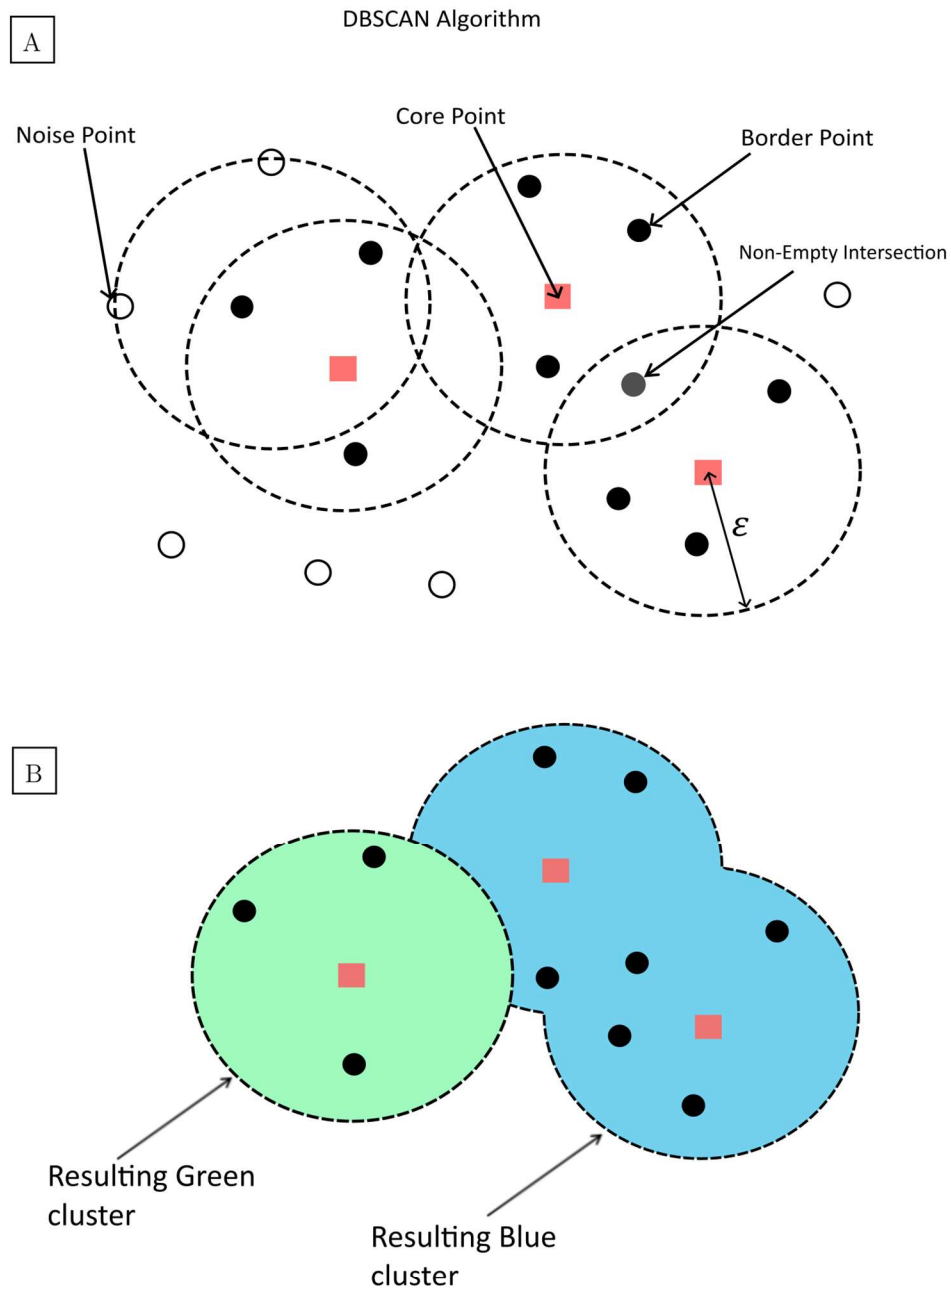 DBSCAN Algorithm
A
Noise Point
Core Point
Border Point
Non-Empty Intersection
ε
B
Resulting Green
cluster
Resulting Blue
cluster